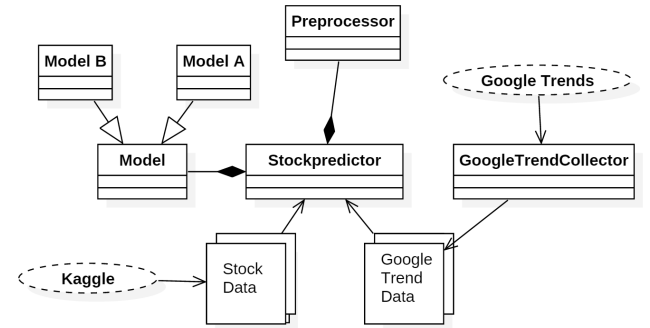 Preprocessor
Model B
Model A
Google Trends
Model
Stockpredictor
GoogleTrendCollector
Kaggle
Stock
Data
Google
Trend
Data